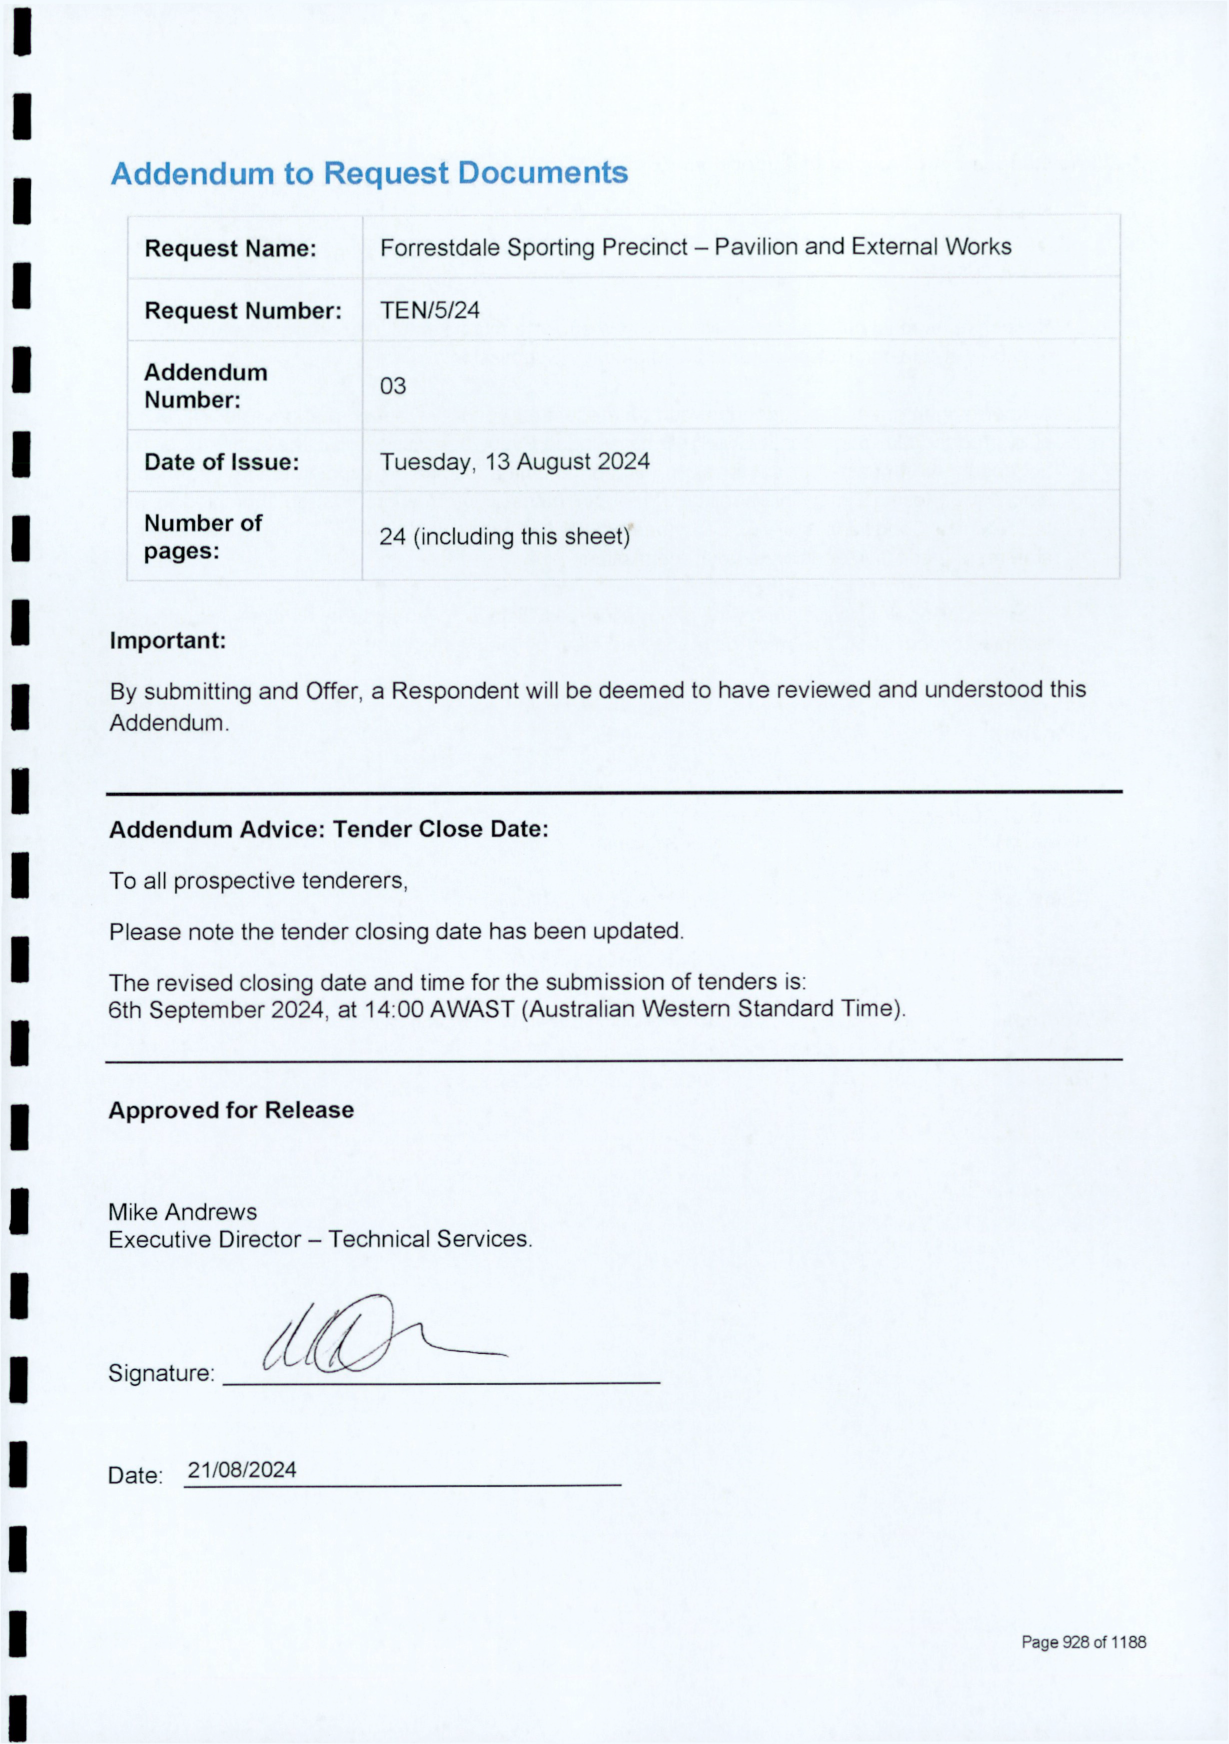 Addendum to Request Documents
Request Name: Forrestdale Sporting Precinct – Pavilion and External Works
Request Number: TEN/5/24
Addendum
Number:
03
Date of Issue: Tuesday, 13 August 2024
Number of
pages:
24 (including this sheet)
Important:
By submitting and Offer, a Respondent will be deemed to have reviewed and understood this
Addendum.
Addendum Advice: Tender Close Date:
To all prospective tenderers,
Please note the tender closing date has been updated.
The revised closing date and time for the submission of tenders is:
6th September 2024, at 14:00 AWAST (Australian Western Standard Time).
Approved for Release
Mike Andrews
Executive Director – Technical Services.
Signature:
Date: 21/08/2024
Page 928 of 1188